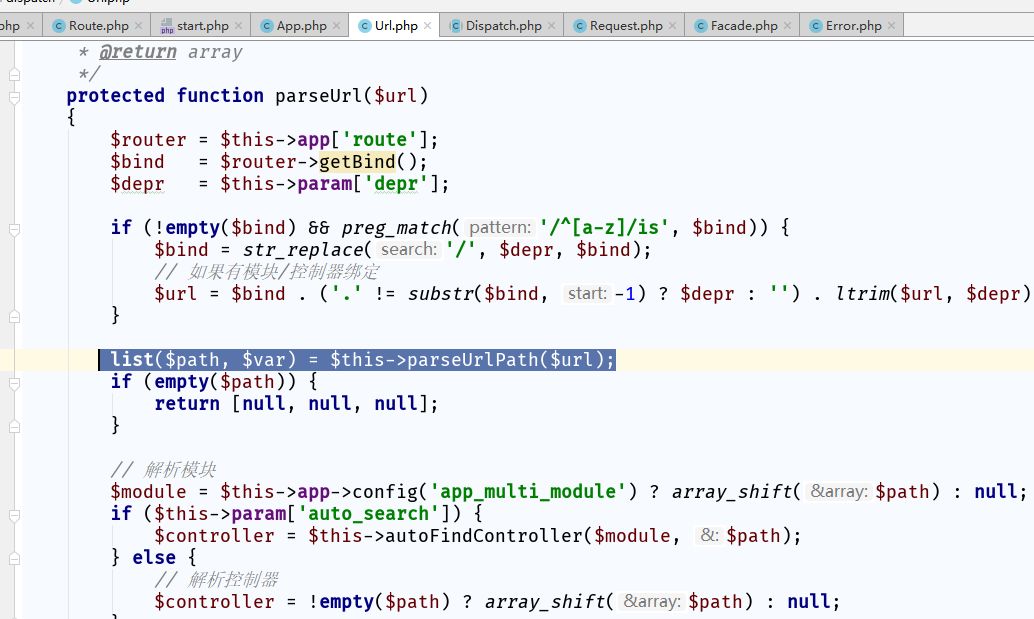 Url.php
hp Route.php start.php App.php Url.php Dispatch.php Request.php Facade.php Error.php
* @return array
*/
protected function parseUrl($url)
{
$router = $this->app['route'];
$bind   = $router->getBind();
$depr   = $this->param['depr'];
if (!empty($bind) && preg_match( pattern: '/^[a-z]/is', $bind)) {
$bind = str_replace( search: '/', $depr, $bind);
// 如果有模块/控制器绑定
$url = $bind . ('.' != substr($bind, start: -1) ? $depr : '') . ltrim($url, $depr)
}
list($path, $var) = $this->parseUrlPath($url);
if (empty($path)) {
return [null, null, null];
}
// 解析模块
$module = $this->app->config('app_multi_module') ? array_shift( &array: $path) : null;
if ($this->param['auto_search']) {
$controller = $this->autoFindController($module, &: $path);
} else {
// 解析控制器
$controller = !empty($path) ? array_shift( &array: $path) : null;